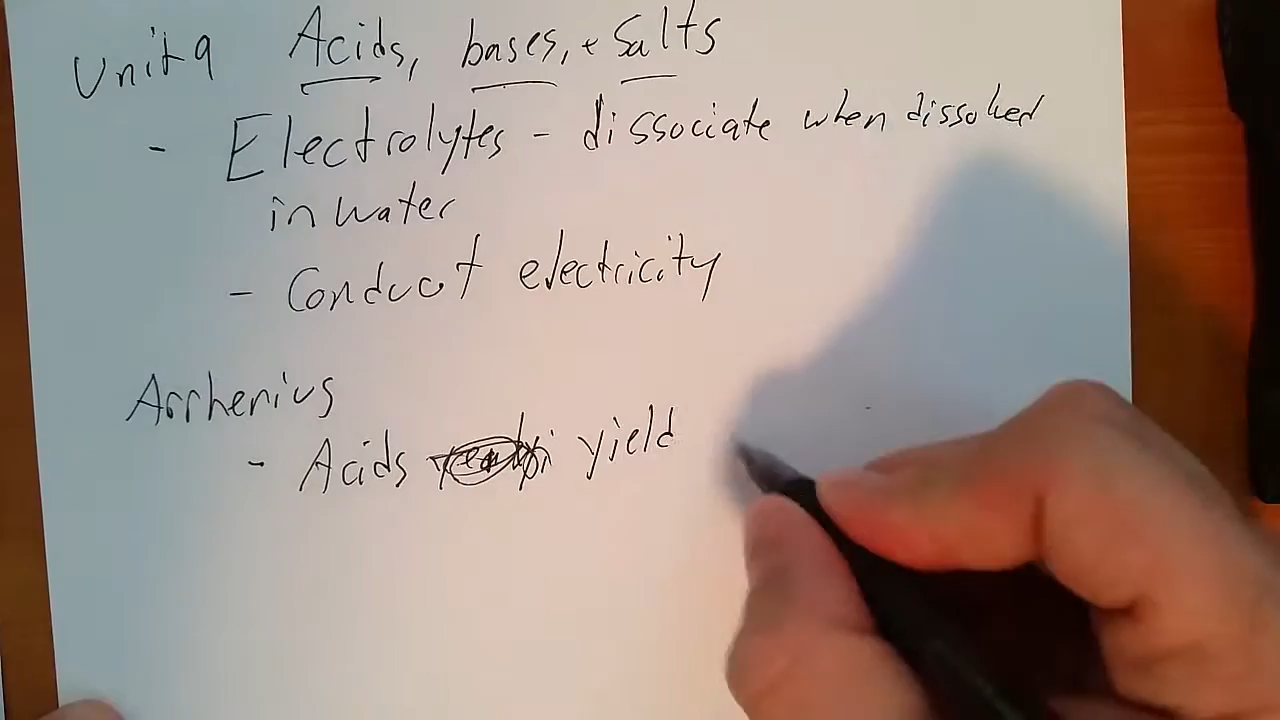 Unit 9 Acids, bases, + Salts
- Electrolytes - dissociate when dissolved
in water
- Conduct electricity
Arrhenius
- Acids yield